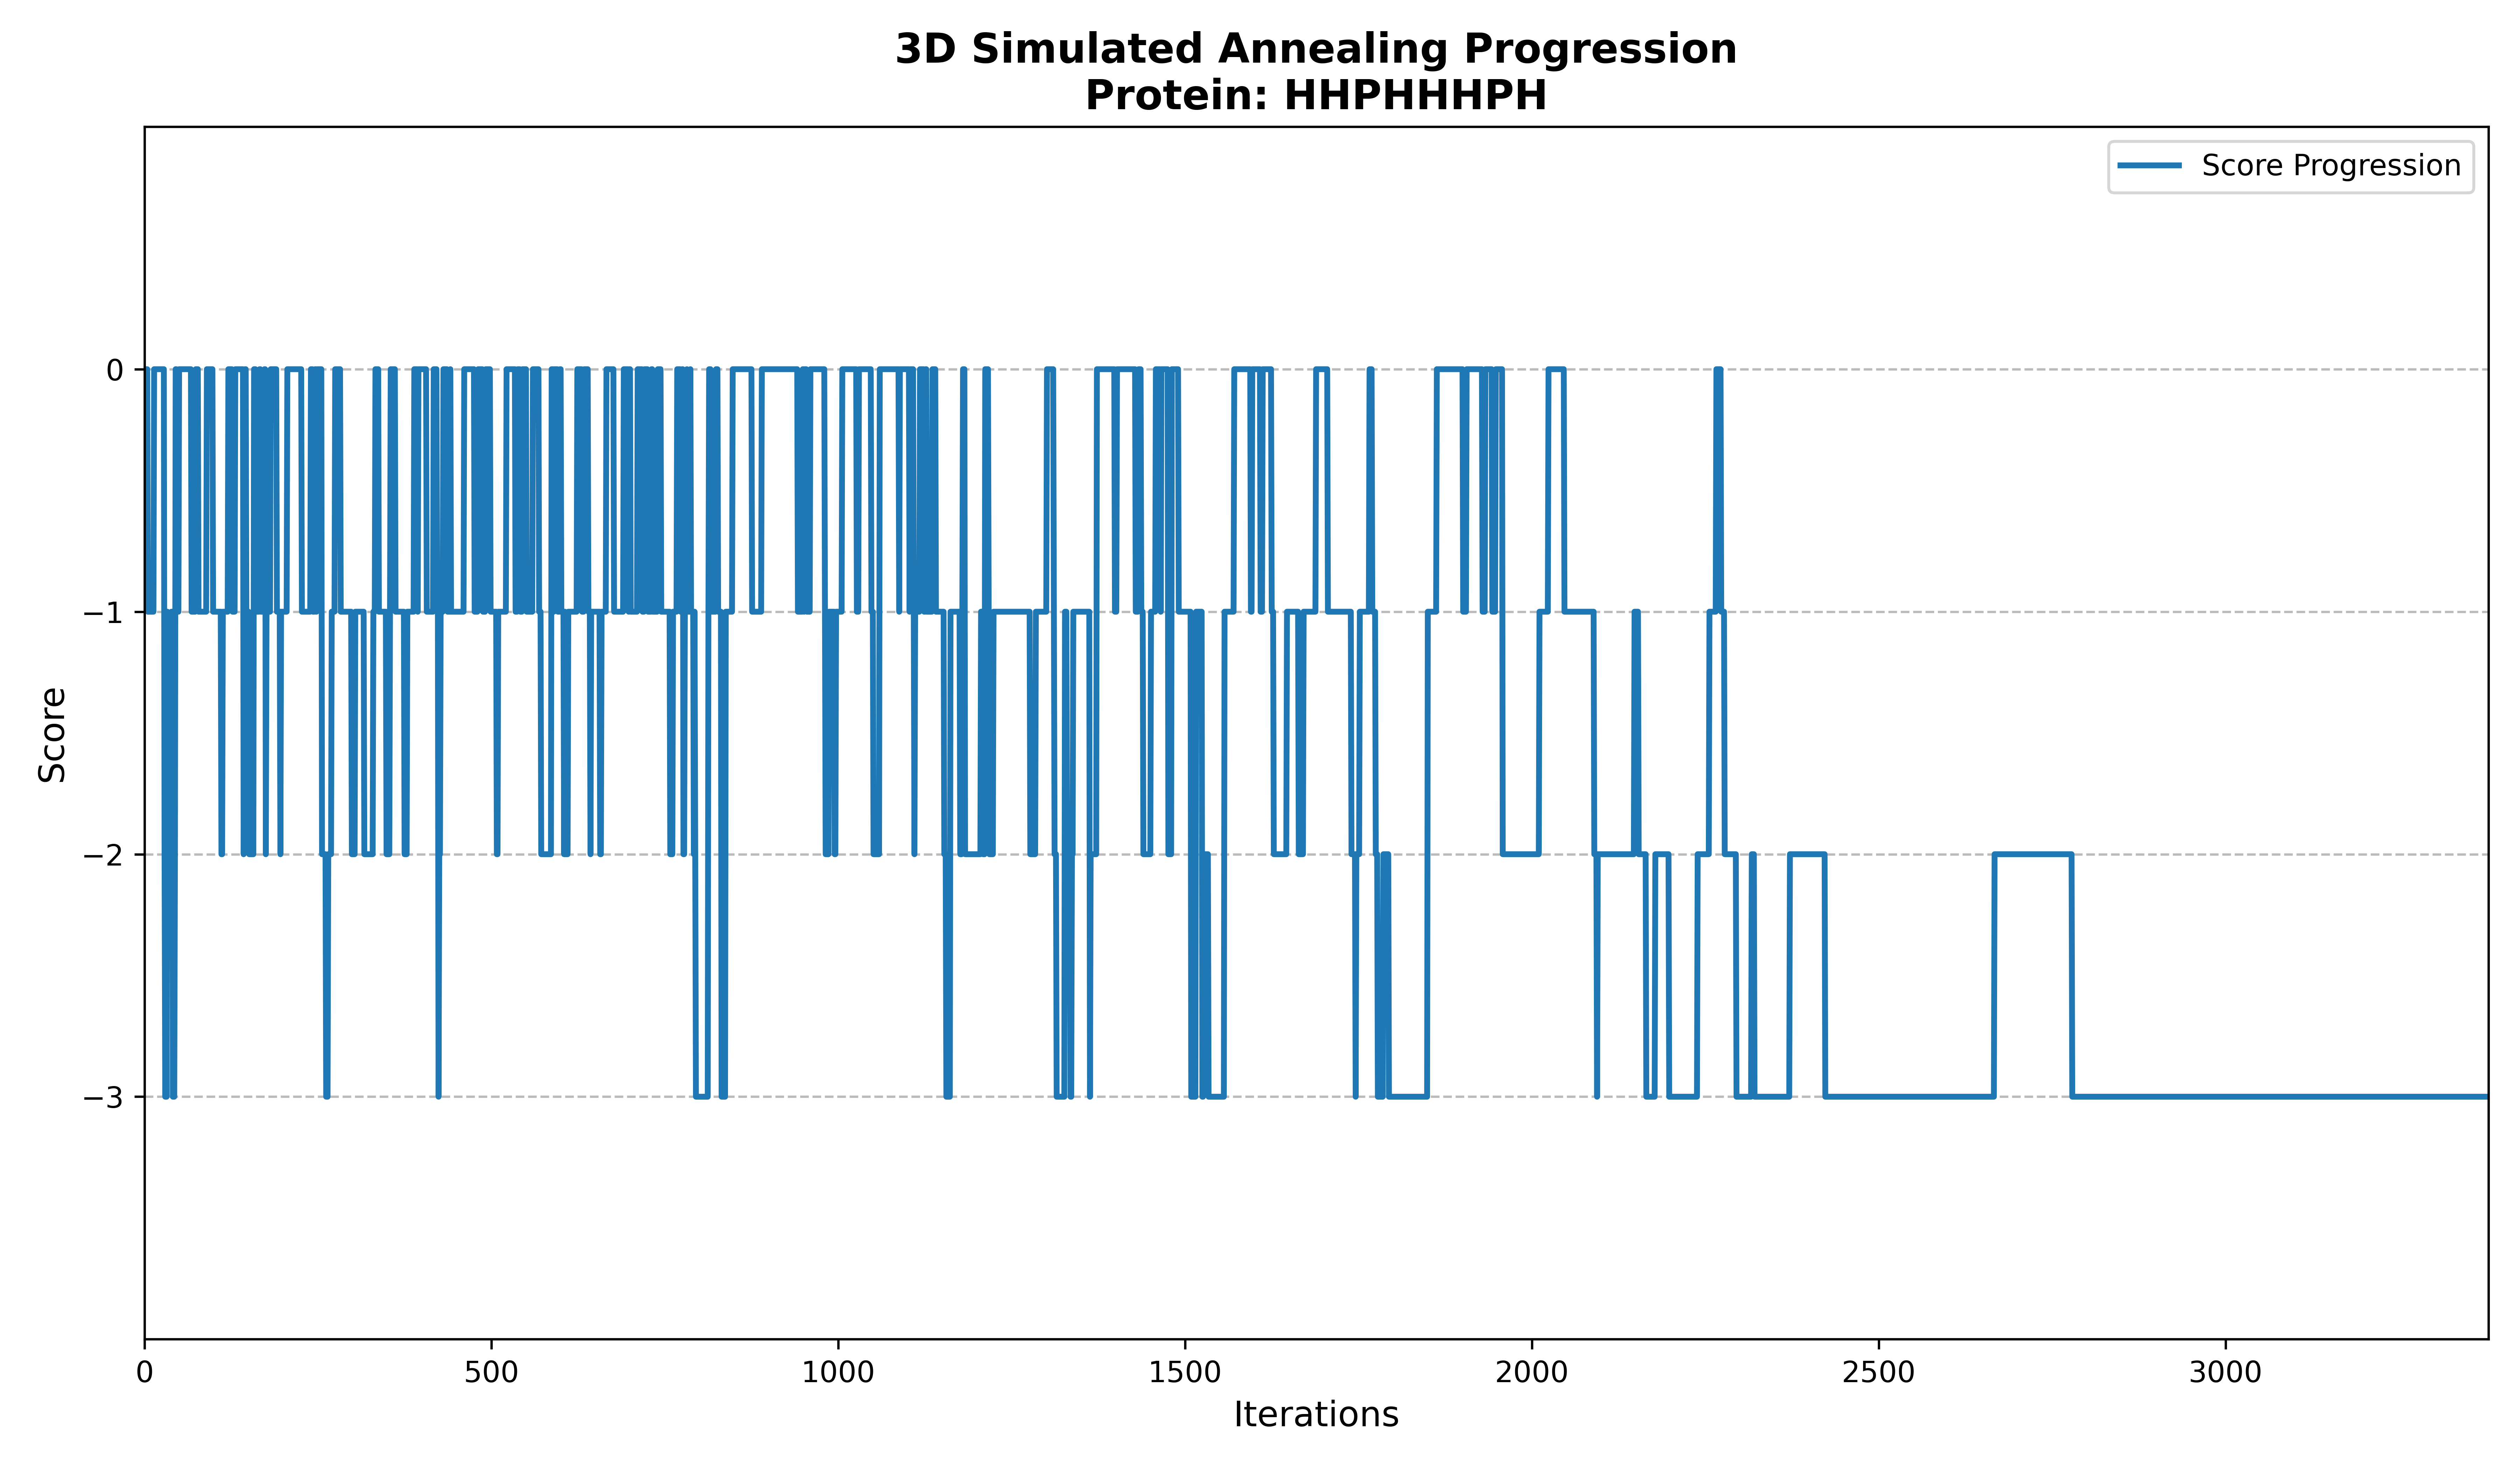 3D Simulated Annealing Progression
Protein: HHPHHHHPH
Score Progression
0
−1
−2
−3
Score
0 500 1000 1500 2000 2500 3000
Iterations